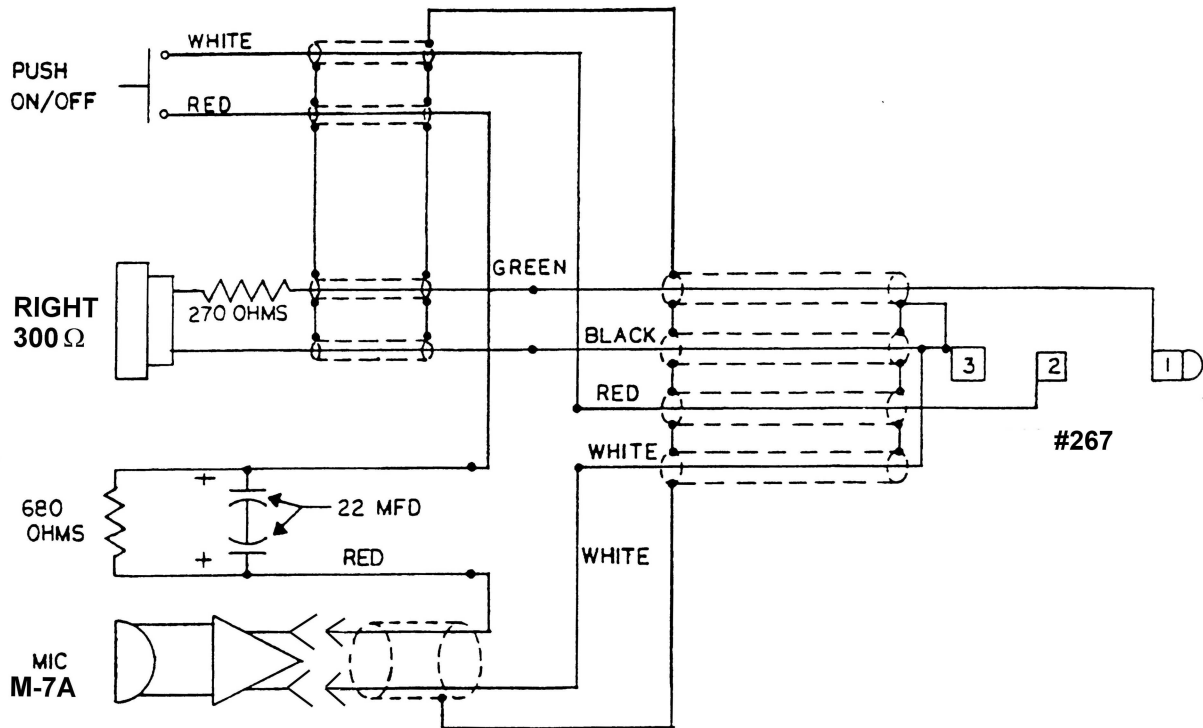 WHITE
PUSH
ON/OFF
RED
GREEN
RIGHT
300 Ω
270 OHMS
BLACK
3
2
1
RED
#267
WHITE
+
680
OHMS
22 MFD
+
RED
WHITE
MIC
M-7A